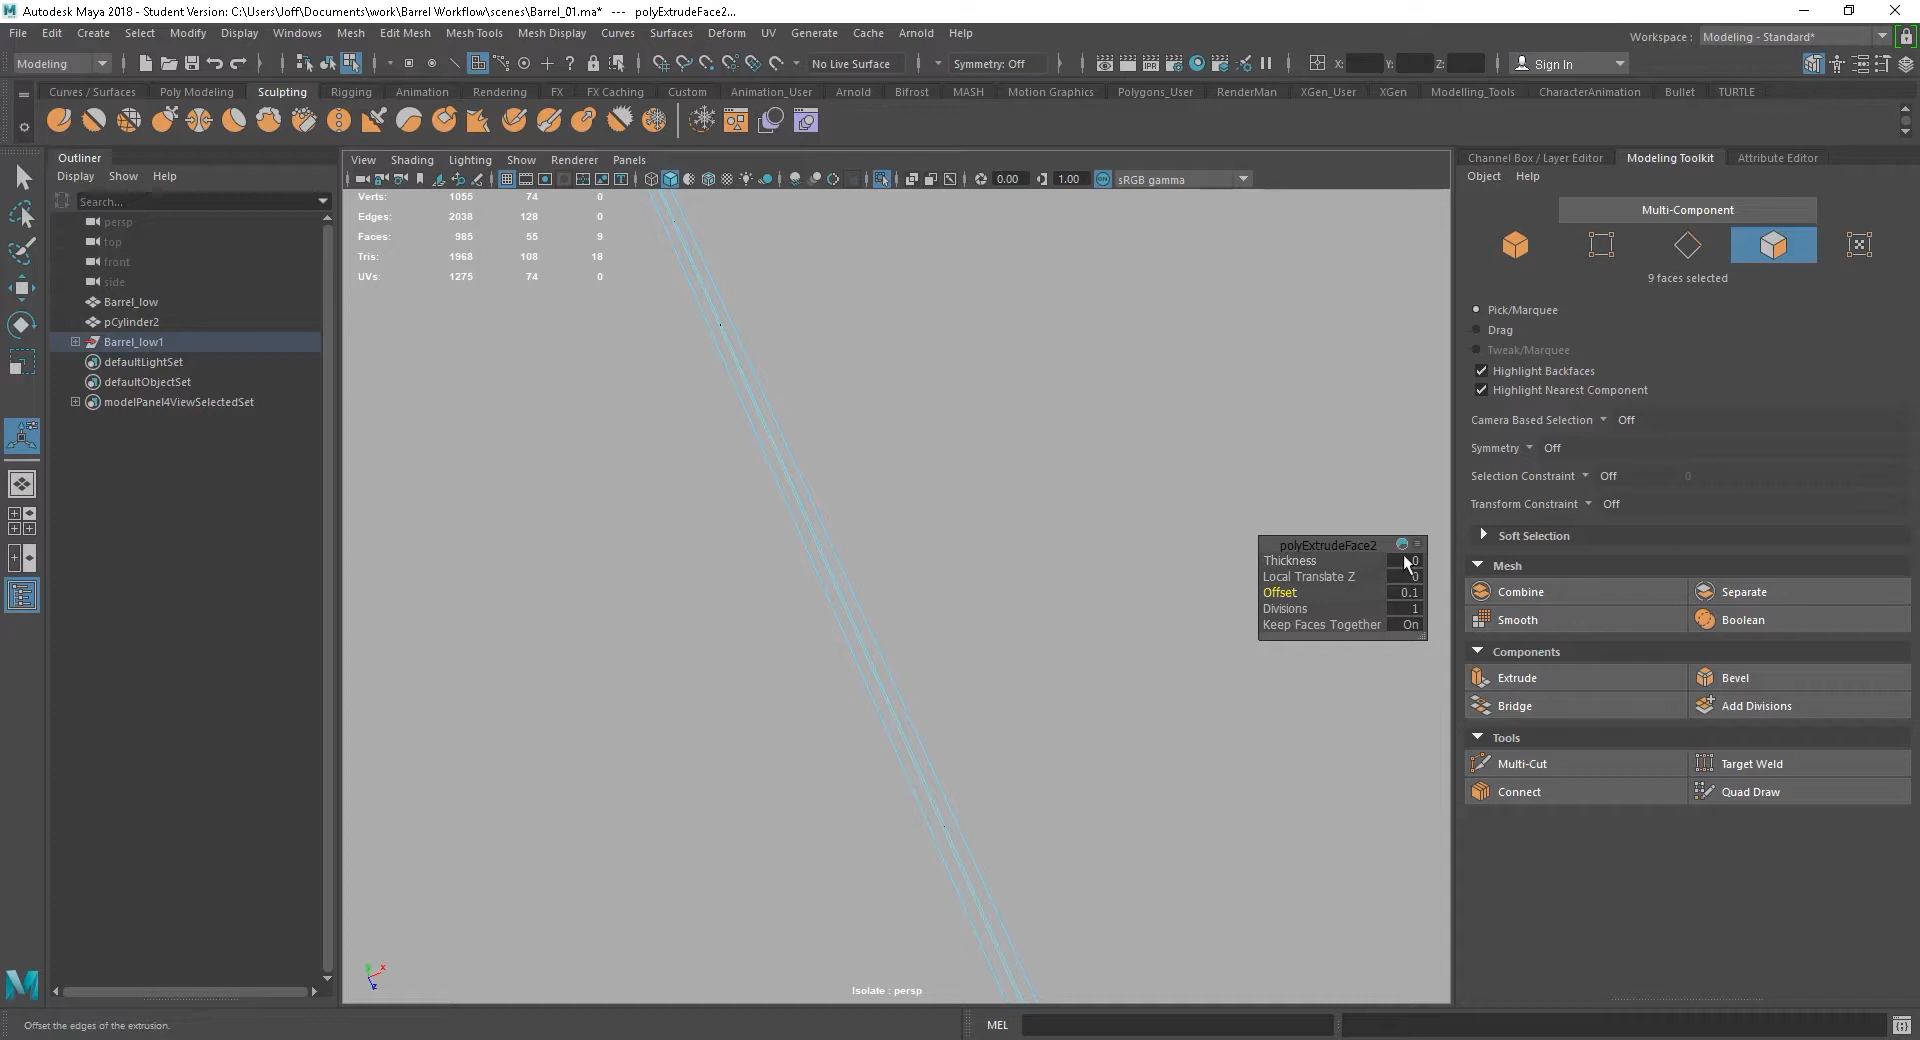 Autodesk Maya 2018 - Student Version: C:\Users\Joff\Documents\work\Barrel Workflow\scenes\Barrel_01.ma* --- polyExtrudeFace2...
File Edit Create Select Modify Display Windows Mesh Edit Mesh Mesh Tools Mesh Display Curves Surfaces Deform UV Generate Cache Arnold Help
Workspace : Modeling - Standard*
Modeling No Live Surface Symmetry: Off X: Y: Z: Sign In
Curves / Surfaces Poly Modeling Sculpting Rigging Animation Rendering FX FX Caching Custom Animation_User Arnold Bifrost MASH Motion Graphics Polygons_User RenderMan XGen_User XGen Modelling_Tools CharacterAnimation Bullet TURTLE
Outliner
Display Show Help
Search...
persp
top
front
side
Barrel_low
pCylinder2
Barrel_low1
defaultLightSet
defaultObjectSet
modelPanel4ViewSelectedSet
View Shading Lighting Show Renderer Panels
0.00 1.00 ON sRGB gamma
Verts: 1055 74 0
Edges: 2038 128 0
Faces: 985 55 9
Tris: 1968 108 18
UVs: 1275 74 0
polyExtrudeFace2
Thickness 0
Local Translate Z 0
Offset 0.1
Divisions 1
Keep Faces Together On
y x z
Isolate : persp
Channel Box / Layer Editor Modeling Toolkit Attribute Editor
Object Help
Multi-Component
9 faces selected
Pick/Marquee
Drag
Tweak/Marquee
Highlight Backfaces
Highlight Nearest Component
Camera Based Selection Off
Symmetry Off
Selection Constraint Off 0
Transform Constraint Off
Soft Selection
Mesh
Combine Separate
Smooth Boolean
Components
Extrude Bevel
Bridge Add Divisions
Tools
Multi-Cut Target Weld
Connect Quad Draw
Offset the edges of the extrusion.
MEL